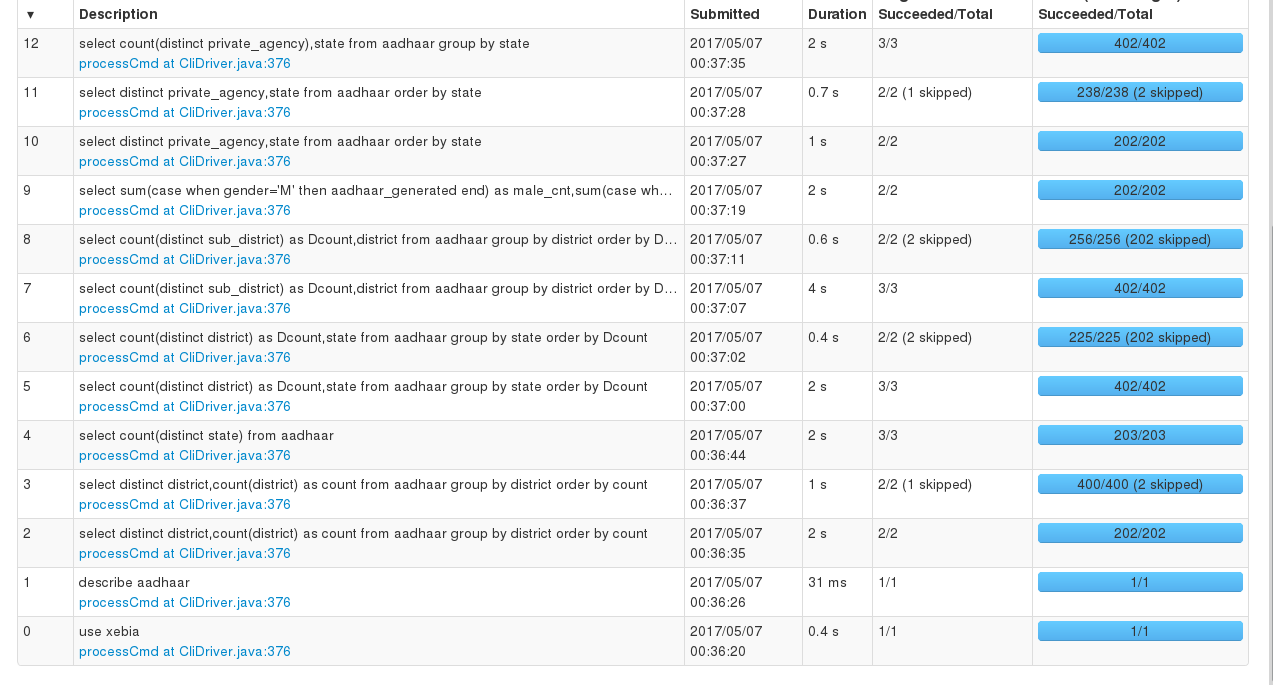 ▼ Description Submitted Duration Succeeded/Total Succeeded/Total
12 select count(distinct private_agency),state from aadhaar group by state 2017/05/07 2 s 3/3 402/402
processCmd at CliDriver.java:376 00:37:35
11 select distinct private_agency,state from aadhaar order by state 2017/05/07 0.7 s 2/2 (1 skipped) 238/238 (2 skipped)
processCmd at CliDriver.java:376 00:37:28
10 select distinct private_agency,state from aadhaar order by state 2017/05/07 1 s 2/2 202/202
processCmd at CliDriver.java:376 00:37:27
9 select sum(case when gender='M' then aadhaar_generated end) as male_cnt,sum(case wh... 2017/05/07 2 s 2/2 202/202
processCmd at CliDriver.java:376 00:37:19
8 select count(distinct sub_district) as Dcount,district from aadhaar group by district order by D... 2017/05/07 0.6 s 2/2 (2 skipped) 256/256 (202 skipped)
processCmd at CliDriver.java:376 00:37:11
7 select count(distinct sub_district) as Dcount,district from aadhaar group by district order by D... 2017/05/07 4 s 3/3 402/402
processCmd at CliDriver.java:376 00:37:07
6 select count(distinct district) as Dcount,state from aadhaar group by state order by Dcount 2017/05/07 0.4 s 2/2 (2 skipped) 225/225 (202 skipped)
processCmd at CliDriver.java:376 00:37:02
5 select count(distinct district) as Dcount,state from aadhaar group by state order by Dcount 2017/05/07 2 s 3/3 402/402
processCmd at CliDriver.java:376 00:37:00
4 select count(distinct state) from aadhaar 2017/05/07 2 s 3/3 203/203
processCmd at CliDriver.java:376 00:36:44
3 select distinct district,count(district) as count from aadhaar group by district order by count 2017/05/07 1 s 2/2 (1 skipped) 400/400 (2 skipped)
processCmd at CliDriver.java:376 00:36:37
2 select distinct district,count(district) as count from aadhaar group by district order by count 2017/05/07 2 s 2/2 202/202
processCmd at CliDriver.java:376 00:36:35
1 describe aadhaar 2017/05/07 31 ms 1/1 1/1
processCmd at CliDriver.java:376 00:36:26
0 use xebia 2017/05/07 0.4 s 1/1 1/1
processCmd at CliDriver.java:376 00:36:20